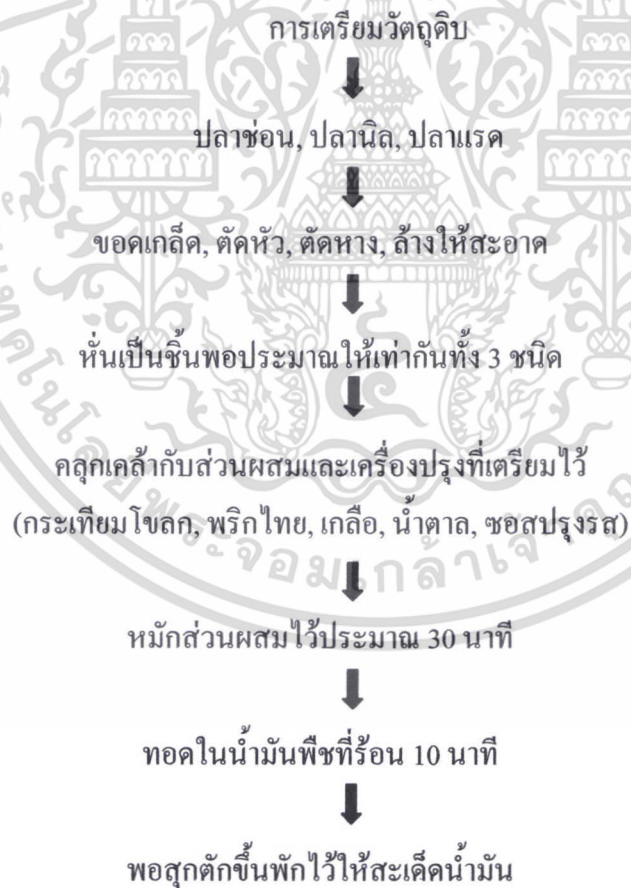 การเตรียมวัตถุดิบ
ปลาช่อน, ปลานิล, ปลาแรด
ขอดเกล็ด, ตัดหัว, ตัดหาง, ล้างให้สะอาด
หั่นเป็นชิ้นพอประมาณให้เท่ากันทั้ง 3 ชนิด
คลุกเคล้ากับส่วนผสมและเครื่องปรุงที่เตรียมไว้
(กระเทียมโขลก, พริกไทย, เกลือ, น้ำตาล, ซอสปรุงรส)
หมักส่วนผสมไว้ประมาณ 30 นาที
ทอดในน้ำมันพืชที่ร้อน 10 นาที
พอสุกตักขึ้นพักไว้ให้สะเด็ดน้ำมัน